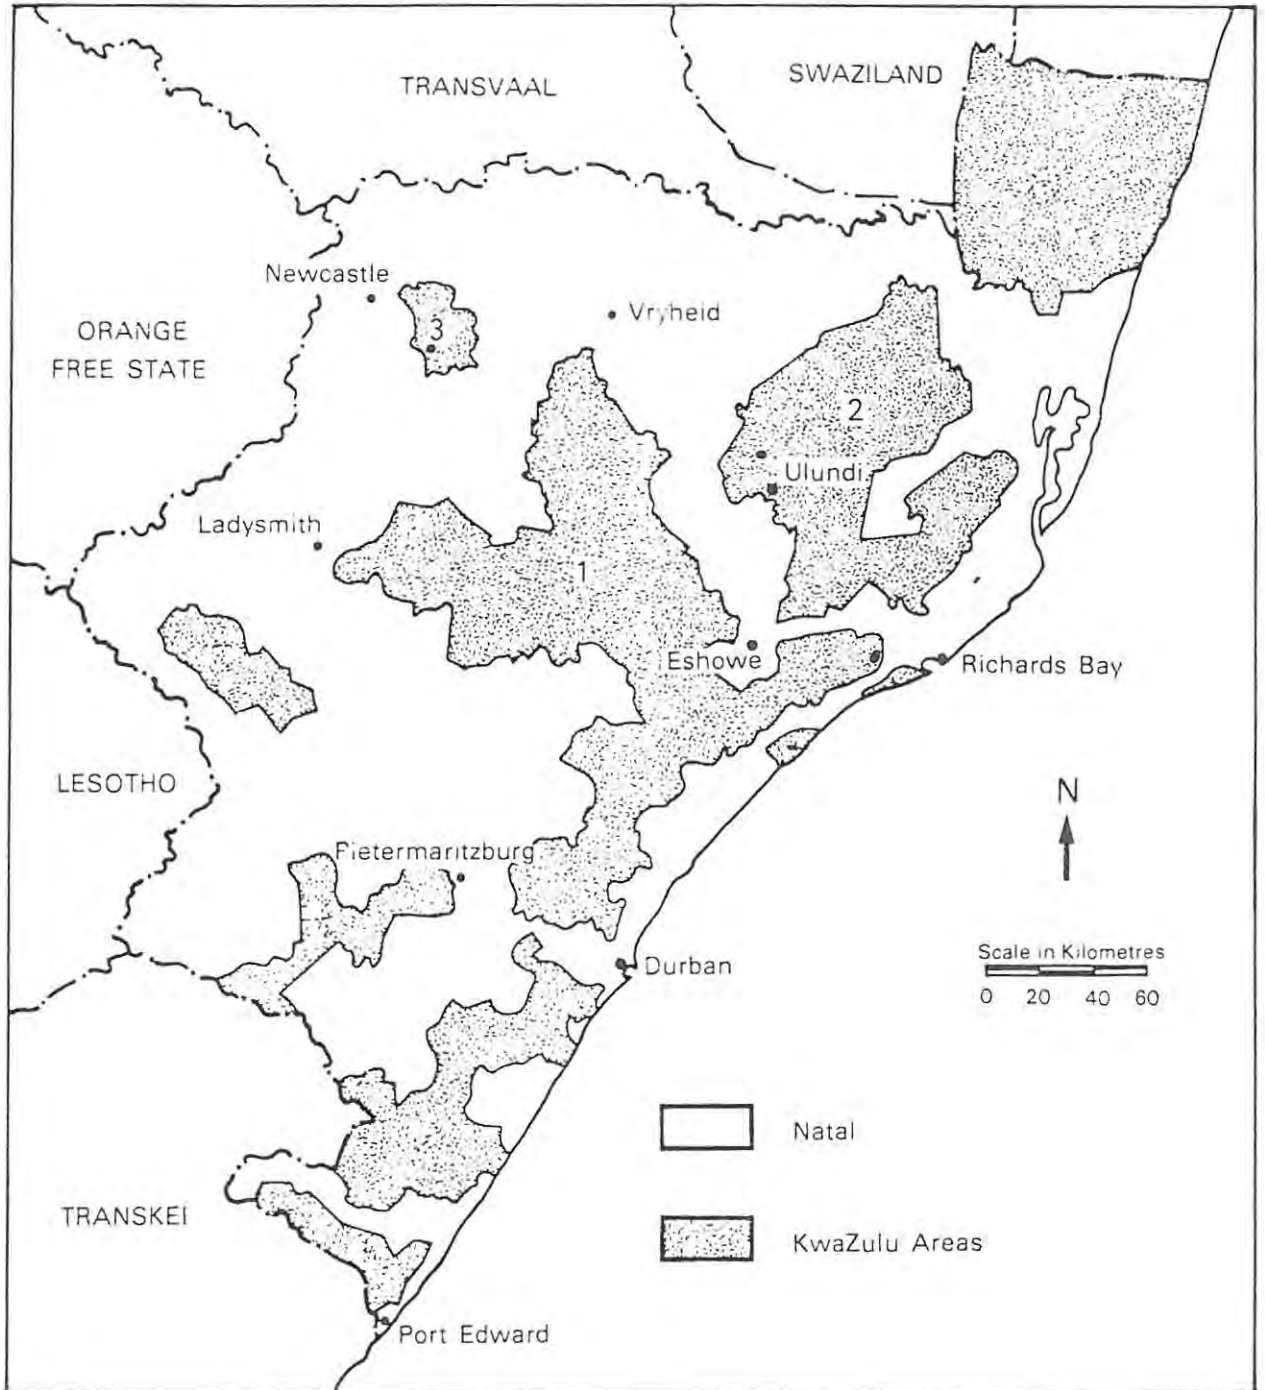 TRANSVAAL
SWAZILAND
Newcastle
Vryheid
3
ORANGE
FREE STATE
2
Ulundi
Ladysmith
1
Eshowe
Richards Bay
LESOTHO
N
Pietermaritzburg
Scale in Kilometres
0 20 40 60
Durban
Natal
TRANSKEI
KwaZulu Areas
Port Edward